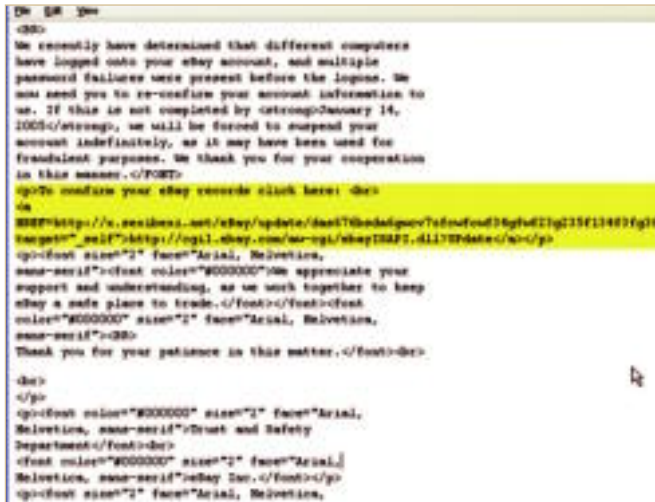 File Edit View
<BR>
We recently have determined that different computers
have logged onto your eBay account, and multiple
password failures were present before the logons. We
now need you to re-confirm your account information to
us. If this is not completed by <strong>January 14,
2005</strong>, we will be forced to suspend your
account indefinitely, as it may have been used for
fraudulent purposes. We thank you for your cooperation
in this manner.</FONT>
<p>To confirm your eBay records click here: <br>
<a
target="_self">http://cgi1.ebay.com/aw-cgi/ebayISAPI.dll?UPdate</a></p>
<p><font size="2" face="Arial, Helvetica,
sans-serif"><font color="#000000">We appreciate your
support and understanding, as we work together to keep
eBay a safe place to trade.</font></font><font
color="#000000" size="2" face="Arial, Helvetica,
sans-serif"><BR>
Thank you for your patience in this matter.</font><br>
<br>
</p>
<p><font color="#000000" size="2" face="Arial,
Helvetica, sans-serif">Trust and Safety
Department</font><br>
<font color="#000000" size="2" face="Arial,
Helvetica, sans-serif">eBay Inc.</font></p>
<p><font size="2" face="Arial, Helvetica,